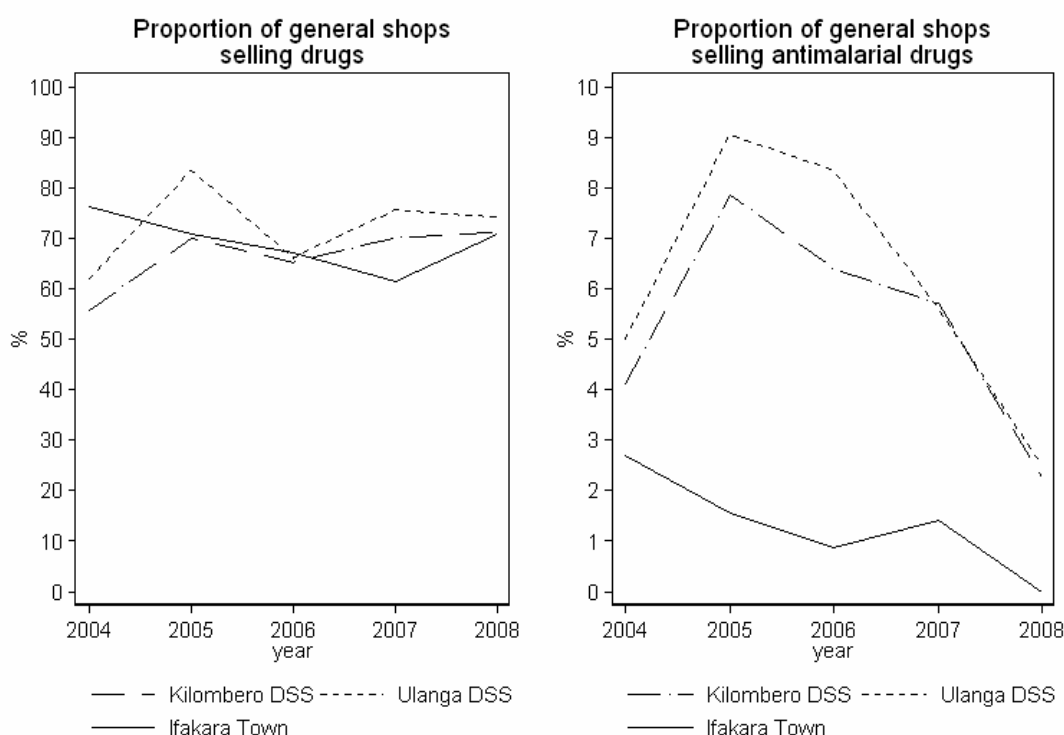 Proportion of general shops
selling drugs
100
90
80
70
60
50
40
30
20
10
0
%
2004 2005 2006 2007 2008
year
Kilombero DSS Ulanga DSS
Ifakara Town
Proportion of general shops
selling antimalarial drugs
10
9
8
7
6
5
4
3
2
1
0
%
2004 2005 2006 2007 2008
year
Kilombero DSS Ulanga DSS
Ifakara Town